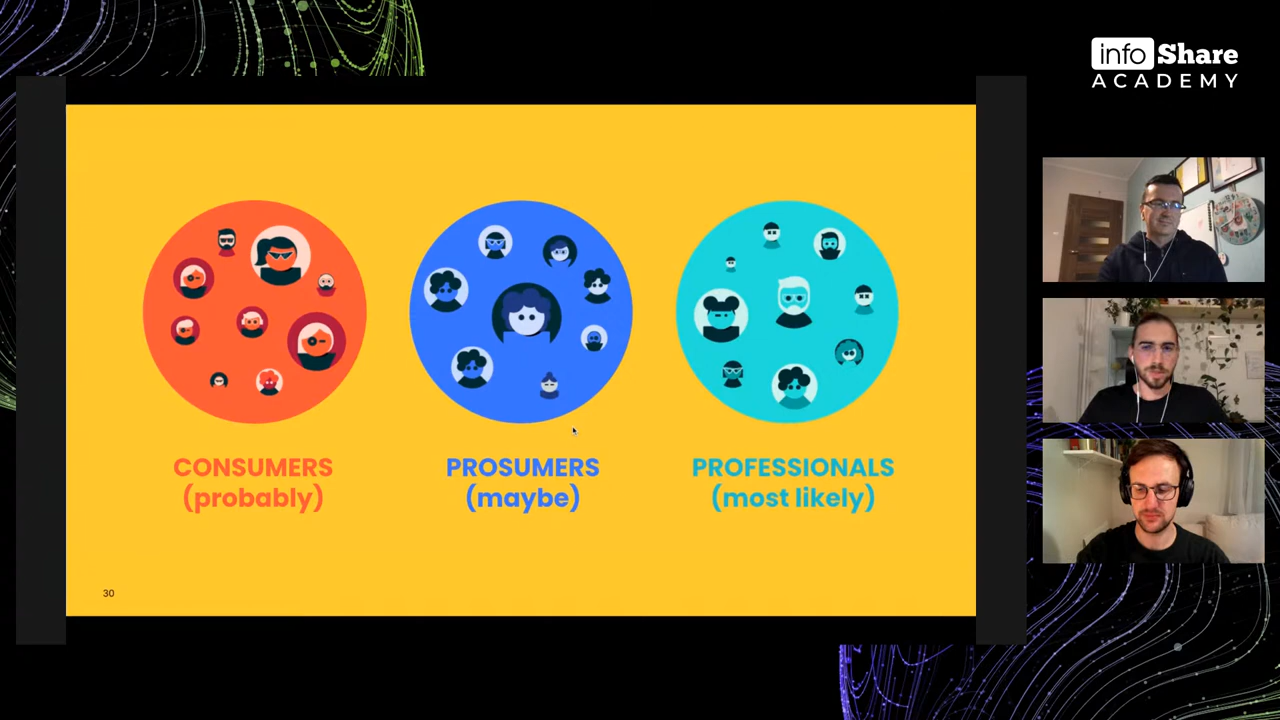 info Share
ACADEMY
CONSUMERS
(probably)
PROSUMERS
(maybe)
PROFESSIONALS
(most likely)
30